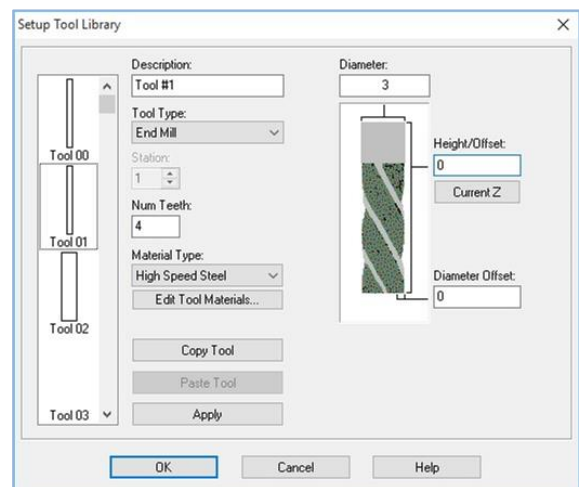 Setup Tool Library
Tool 00
Tool 01
Tool 02
Tool 03
Description:
Tool #1
Tool Type:
End Mill
Station:
1
Num Teeth:
4
Material Type:
High Speed Steel
Edit Tool Materials...
Copy Tool
Paste Tool
Apply
Diameter:
3
Height/Offset:
0
Current Z
Diameter Offset:
0
OK
Cancel
Help